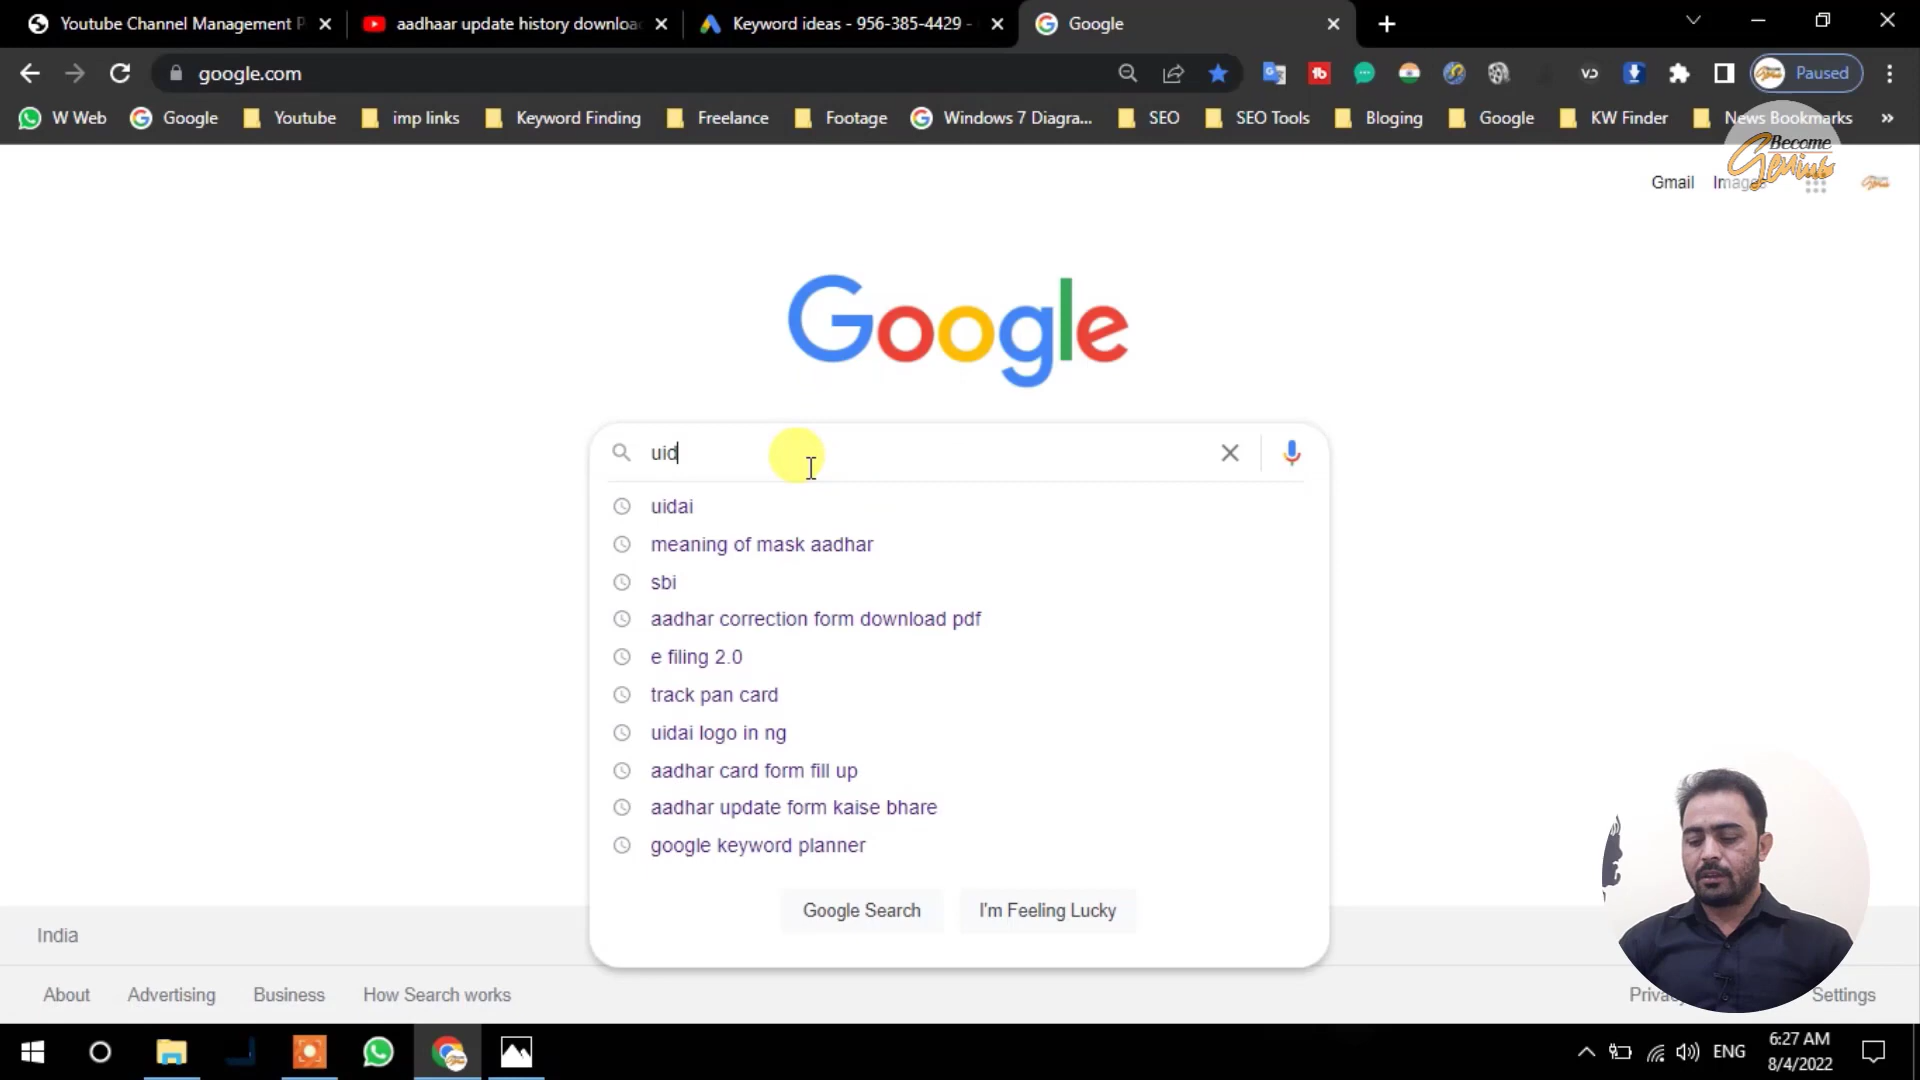 Youtube Channel Management P
aadhaar update history downloa
Keyword ideas - 956-385-4429 -
Google
google.com
Paused
W Web
Google
Youtube
imp links
Keyword Finding
Freelance
Footage
Windows 7 Diagra...
SEO
SEO Tools
Bloging
Google
KW Finder
News Bookmarks
»
Become
Genius
Gmail
Images
Google
uid
uidai
meaning of mask aadhar
sbi
aadhar correction form download pdf
e filing 2.0
track pan card
uidai logo in ng
aadhar card form fill up
aadhar update form kaise bhare
google keyword planner
Google Search
I'm Feeling Lucky
India
About
Advertising
Business
How Search works
Settings
ENG
6:27 AM
8/4/2022